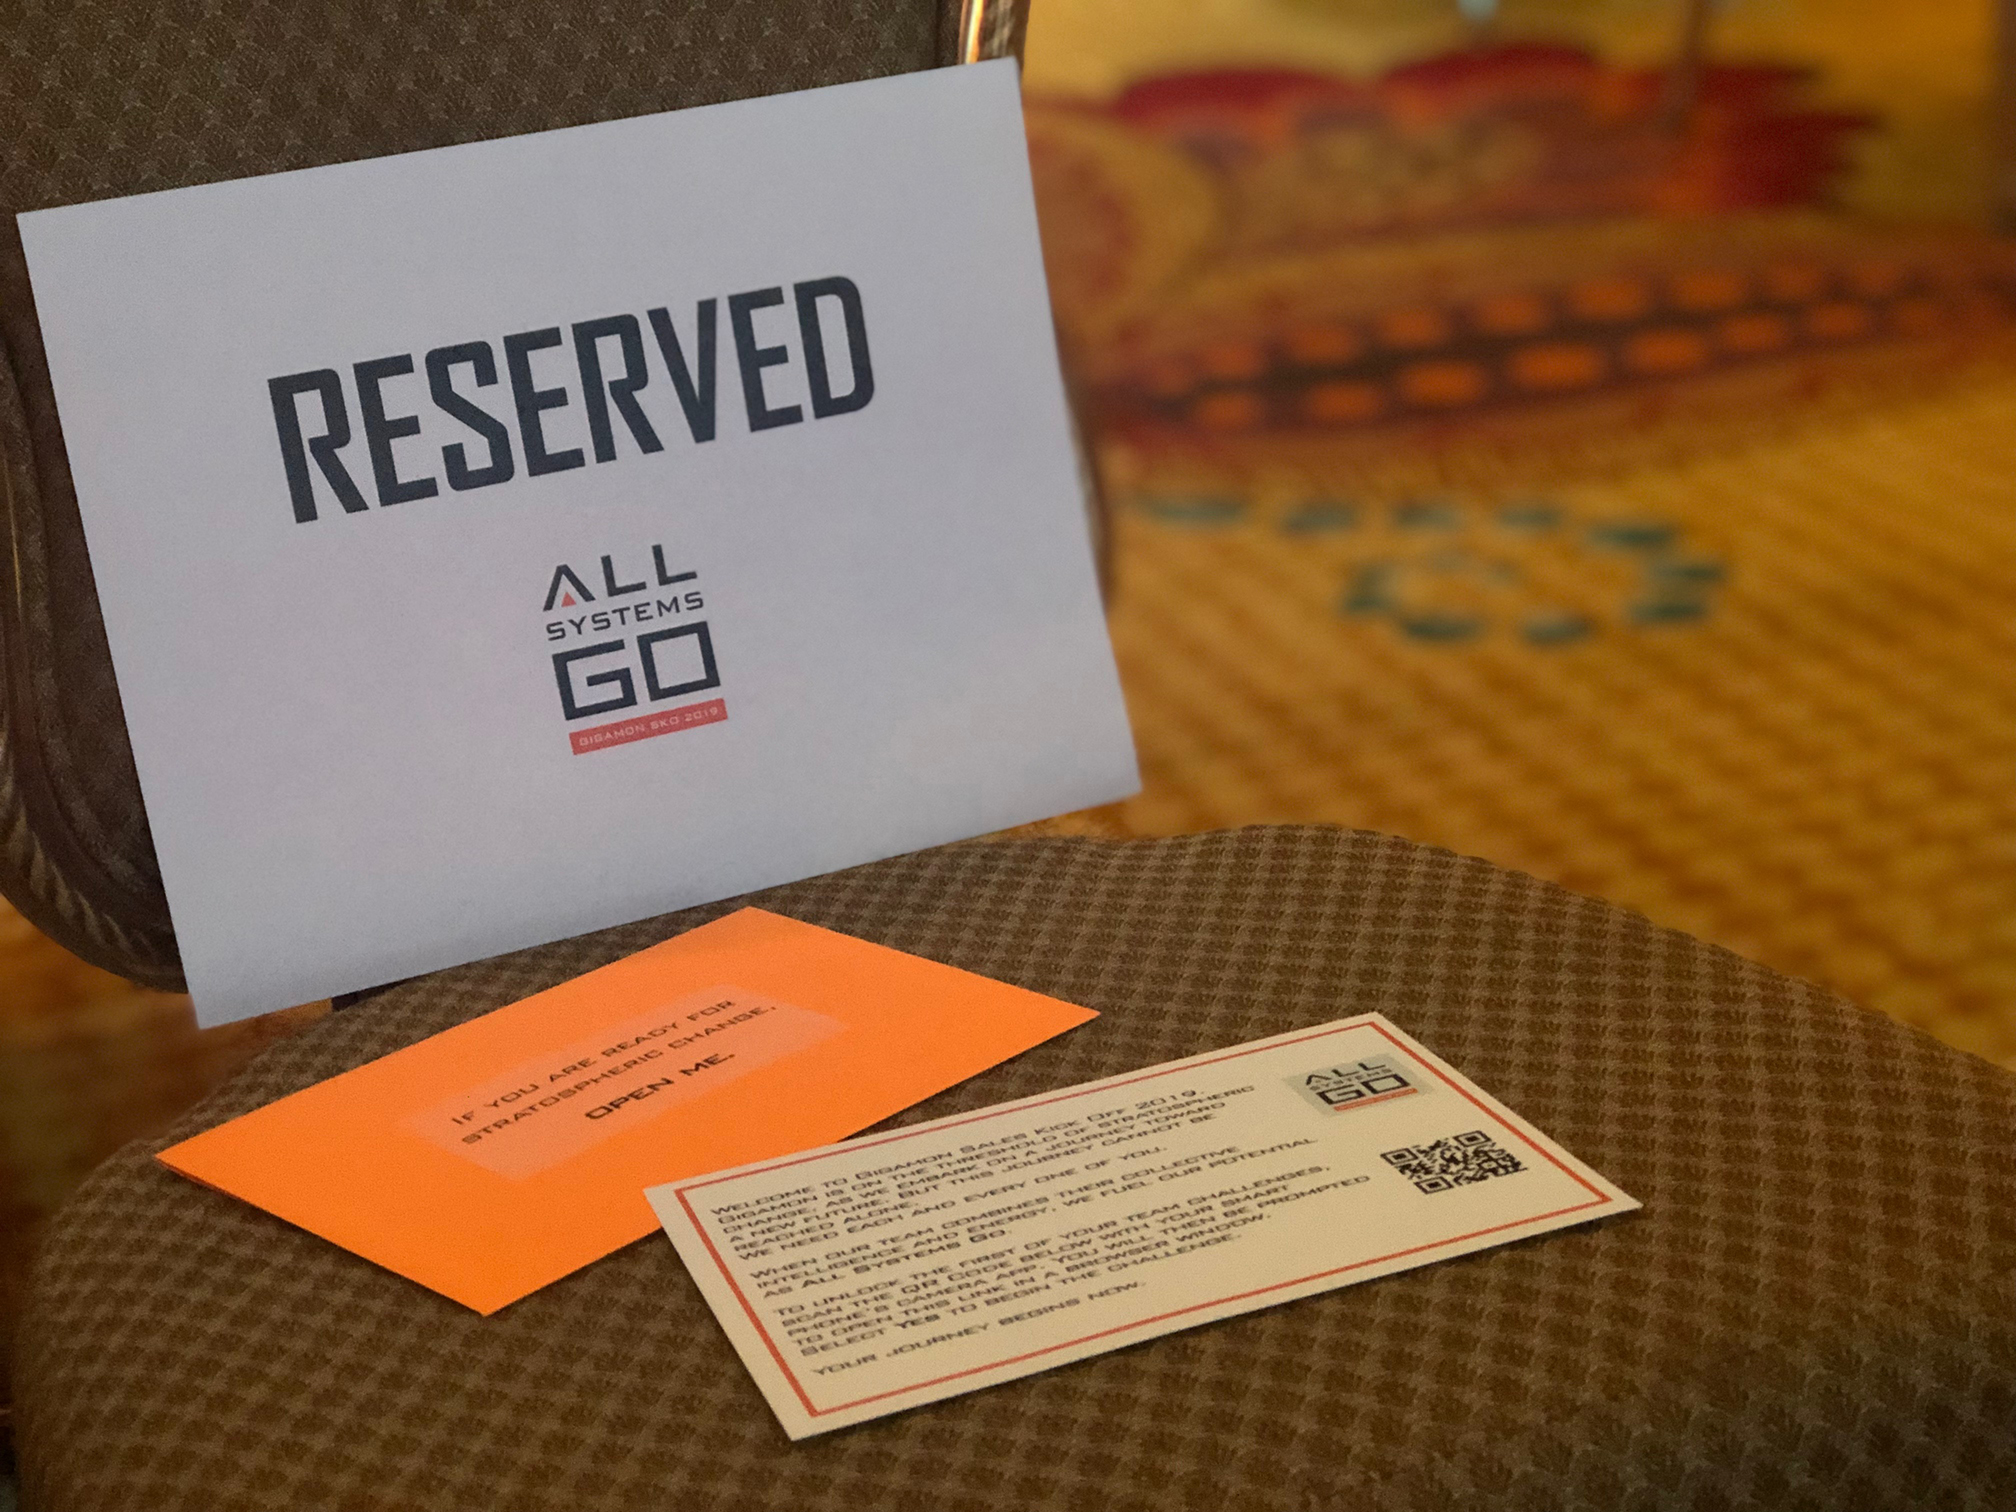 RESERVED
ALL
SYSTEMS
GO
GIGAMON SKO 2019
IF YOU ARE READY FOR
STRATOSPHERIC CHANGE,
OPEN ME.
ALL
SYSTEMS
GO
WELCOME TO GIGAMON SALES KICK OFF 2019.
GIGAMON IS ON THE THRESHOLD OF STRATOSPHERIC
CHANGE, AS WE EMBARK ON A JOURNEY TOWARD
A NEW FUTURE, BUT THIS JOURNEY CANNOT BE
REACHED ALONE.
WE NEED EACH AND EVERY ONE OF YOU.
WHEN OUR TEAM COMBINES THEIR COLLECTIVE
INTELLIGENCE AND ENERGY, WE FUEL OUR POTENTIAL
AS ALL SYSTEMS GO.
TO UNLOCK THE FIRST OF YOUR TEAM CHALLENGES,
SCAN THE QR CODE BELOW WITH YOUR SMART
PHONE'S CAMERA APP. YOU WILL THEN BE PROMPTED
TO OPEN THIS LINK IN A BROWSER WINDOW.
SELECT YES TO BEGIN THE CHALLENGE.
YOUR JOURNEY BEGINS NOW.